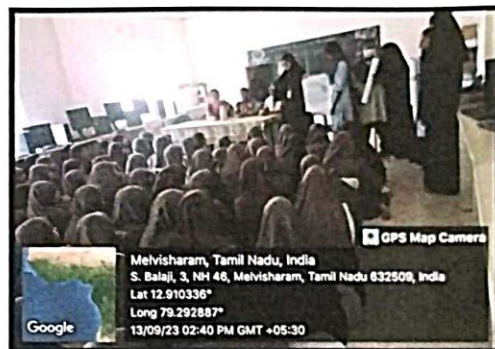 GPS Map Camera
Melvisharam, Tamil Nadu, India
S. Balaji, 3, NH 46, Melvisharam, Tamil Nadu 632509, India
Lat 12.910336°
Long 79.292887°
13/09/23 02:40 PM GMT +05:30
Google